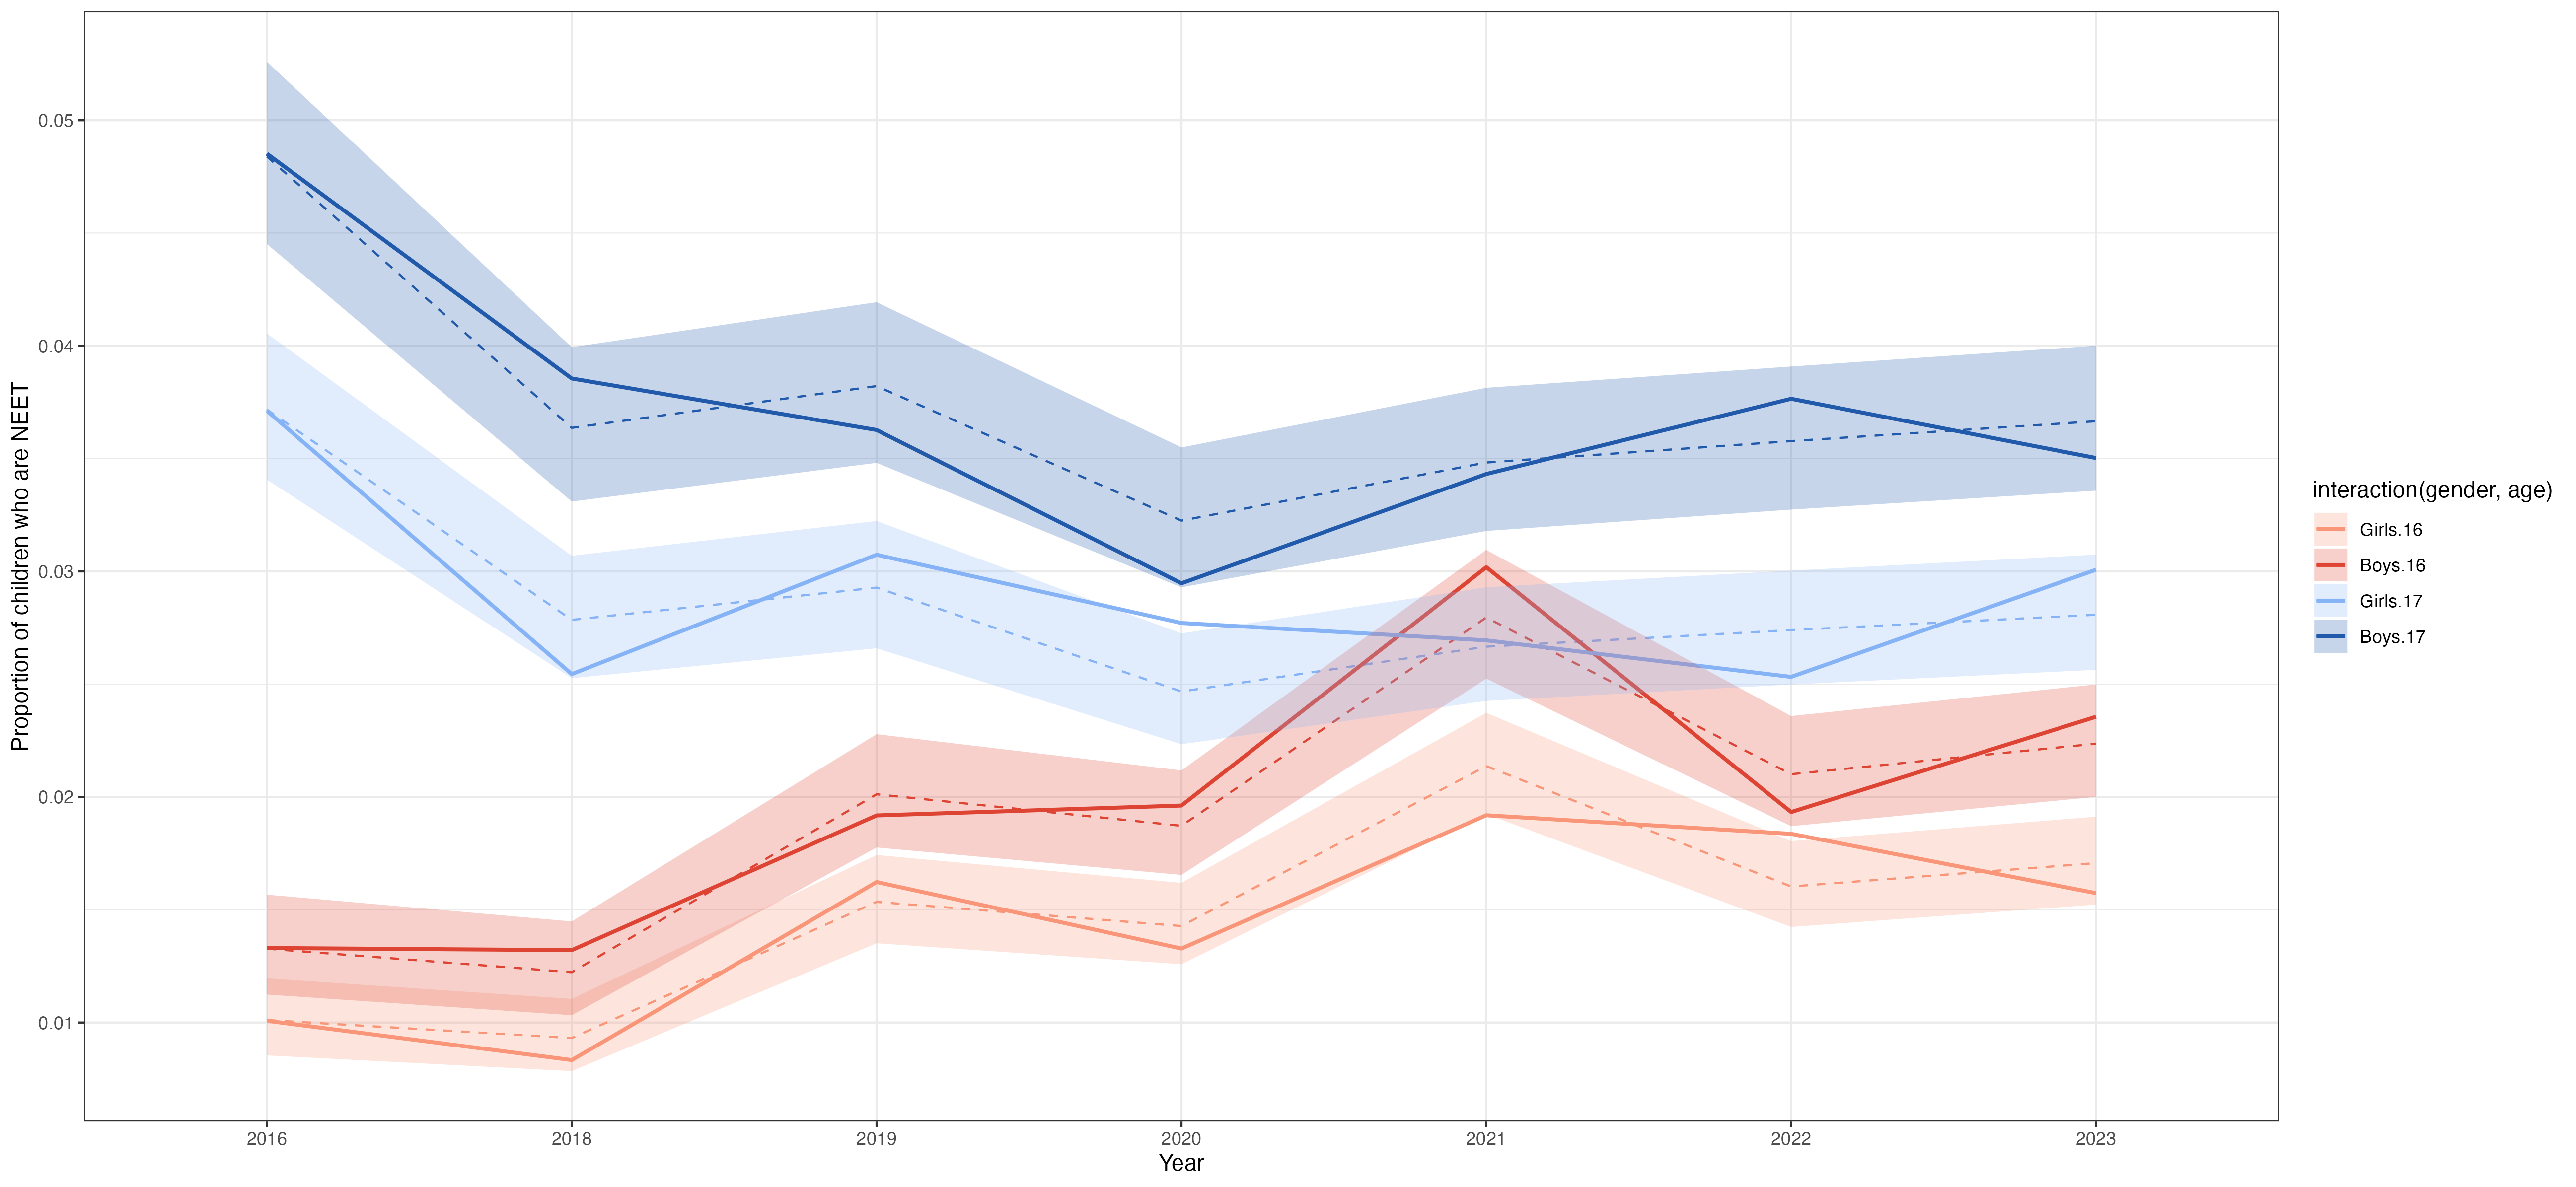 Proportion of children who are NEET
0.05
0.04
0.03
0.02
0.01
2016 2018 2019 2020 2021 2022 2023
Year
interaction(gender, age)
Girls.16
Boys.16
Girls.17
Boys.17